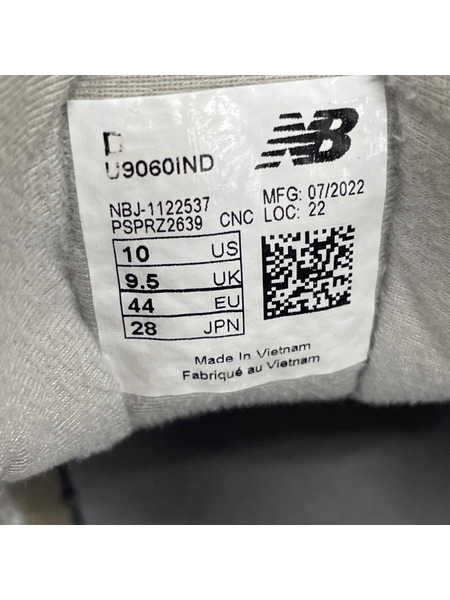 D
U9060IND
NB
NBJ-1122537
PSPRZ2639 CNC
MFG: 07/2022
LOC: 22
10 US
9.5 UK
44 EU
28 JPN
Made In Vietnam
Fabriqué au Vietnam